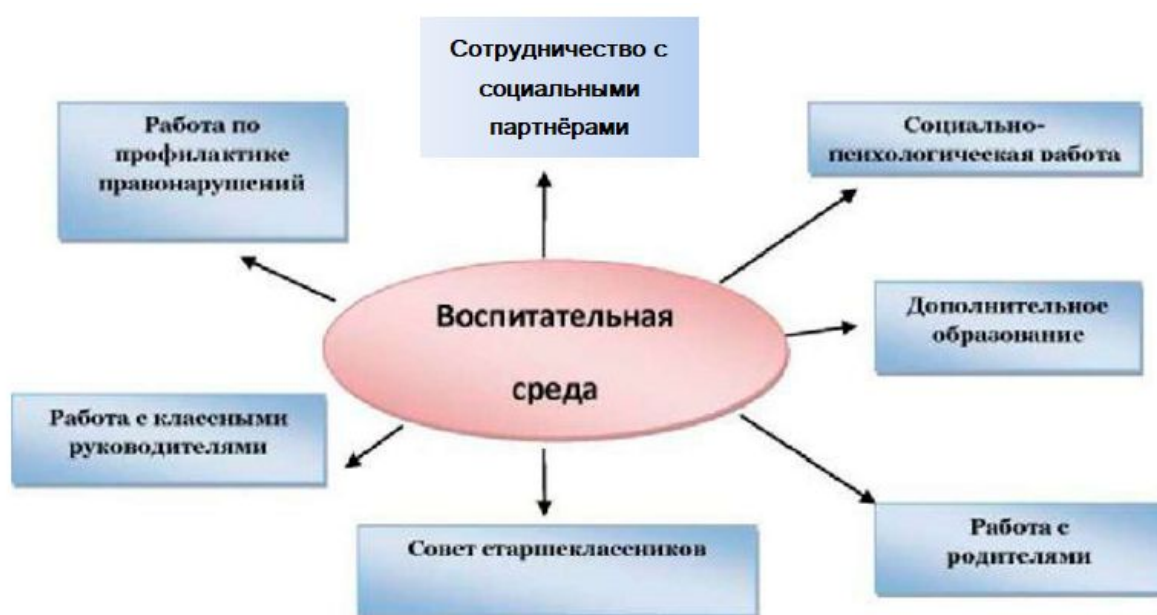 Сотрудничество с
социальными
партнёрами
Работа по
профилактике
правонарушений
Социально-
психологическая работа
Воспитательная
среда
Дополнительное
образование
Работа с классными
руководителями
Совет старшеклассников
Работа с
родителями